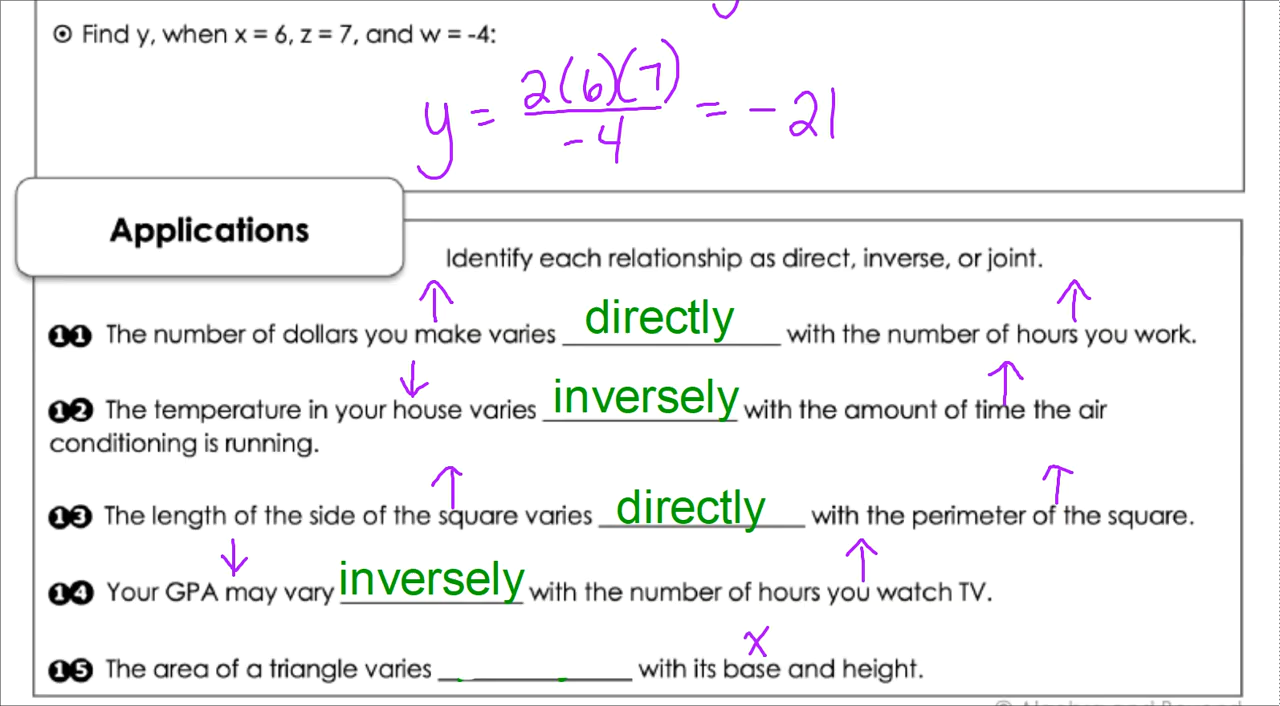 ⊙ Find y, when x = 6, z = 7, and w = -4:
y = 2(6)(7) / -4 = -21
Applications
Identify each relationship as direct, inverse, or joint.
11 The number of dollars you make varies directly with the number of hours you work.
12 The temperature in your house varies inversely with the amount of time the air
conditioning is running.
13 The length of the side of the square varies directly with the perimeter of the square.
14 Your GPA may vary inversely with the number of hours you watch TV.
x
15 The area of a triangle varies ____________ with its base and height.